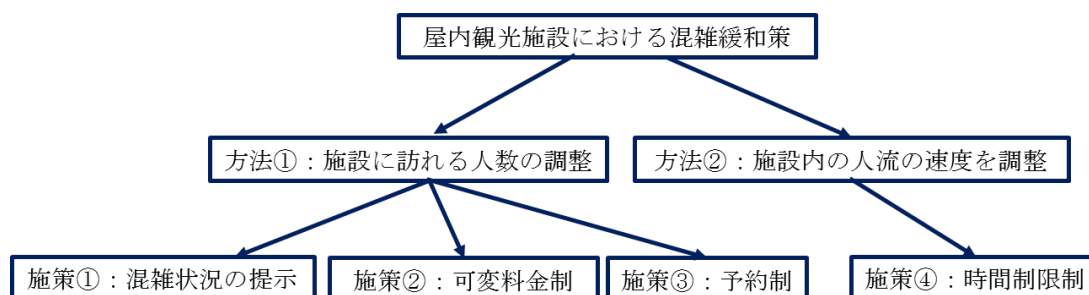 屋内観光施設における混雑緩和策
方法①：施設に訪れる人数の調整
方法②：施設内の人流の速度を調整
施策①：混雑状況の提示
施策②：可変料金制
施策③：予約制
施策④：時間制限制